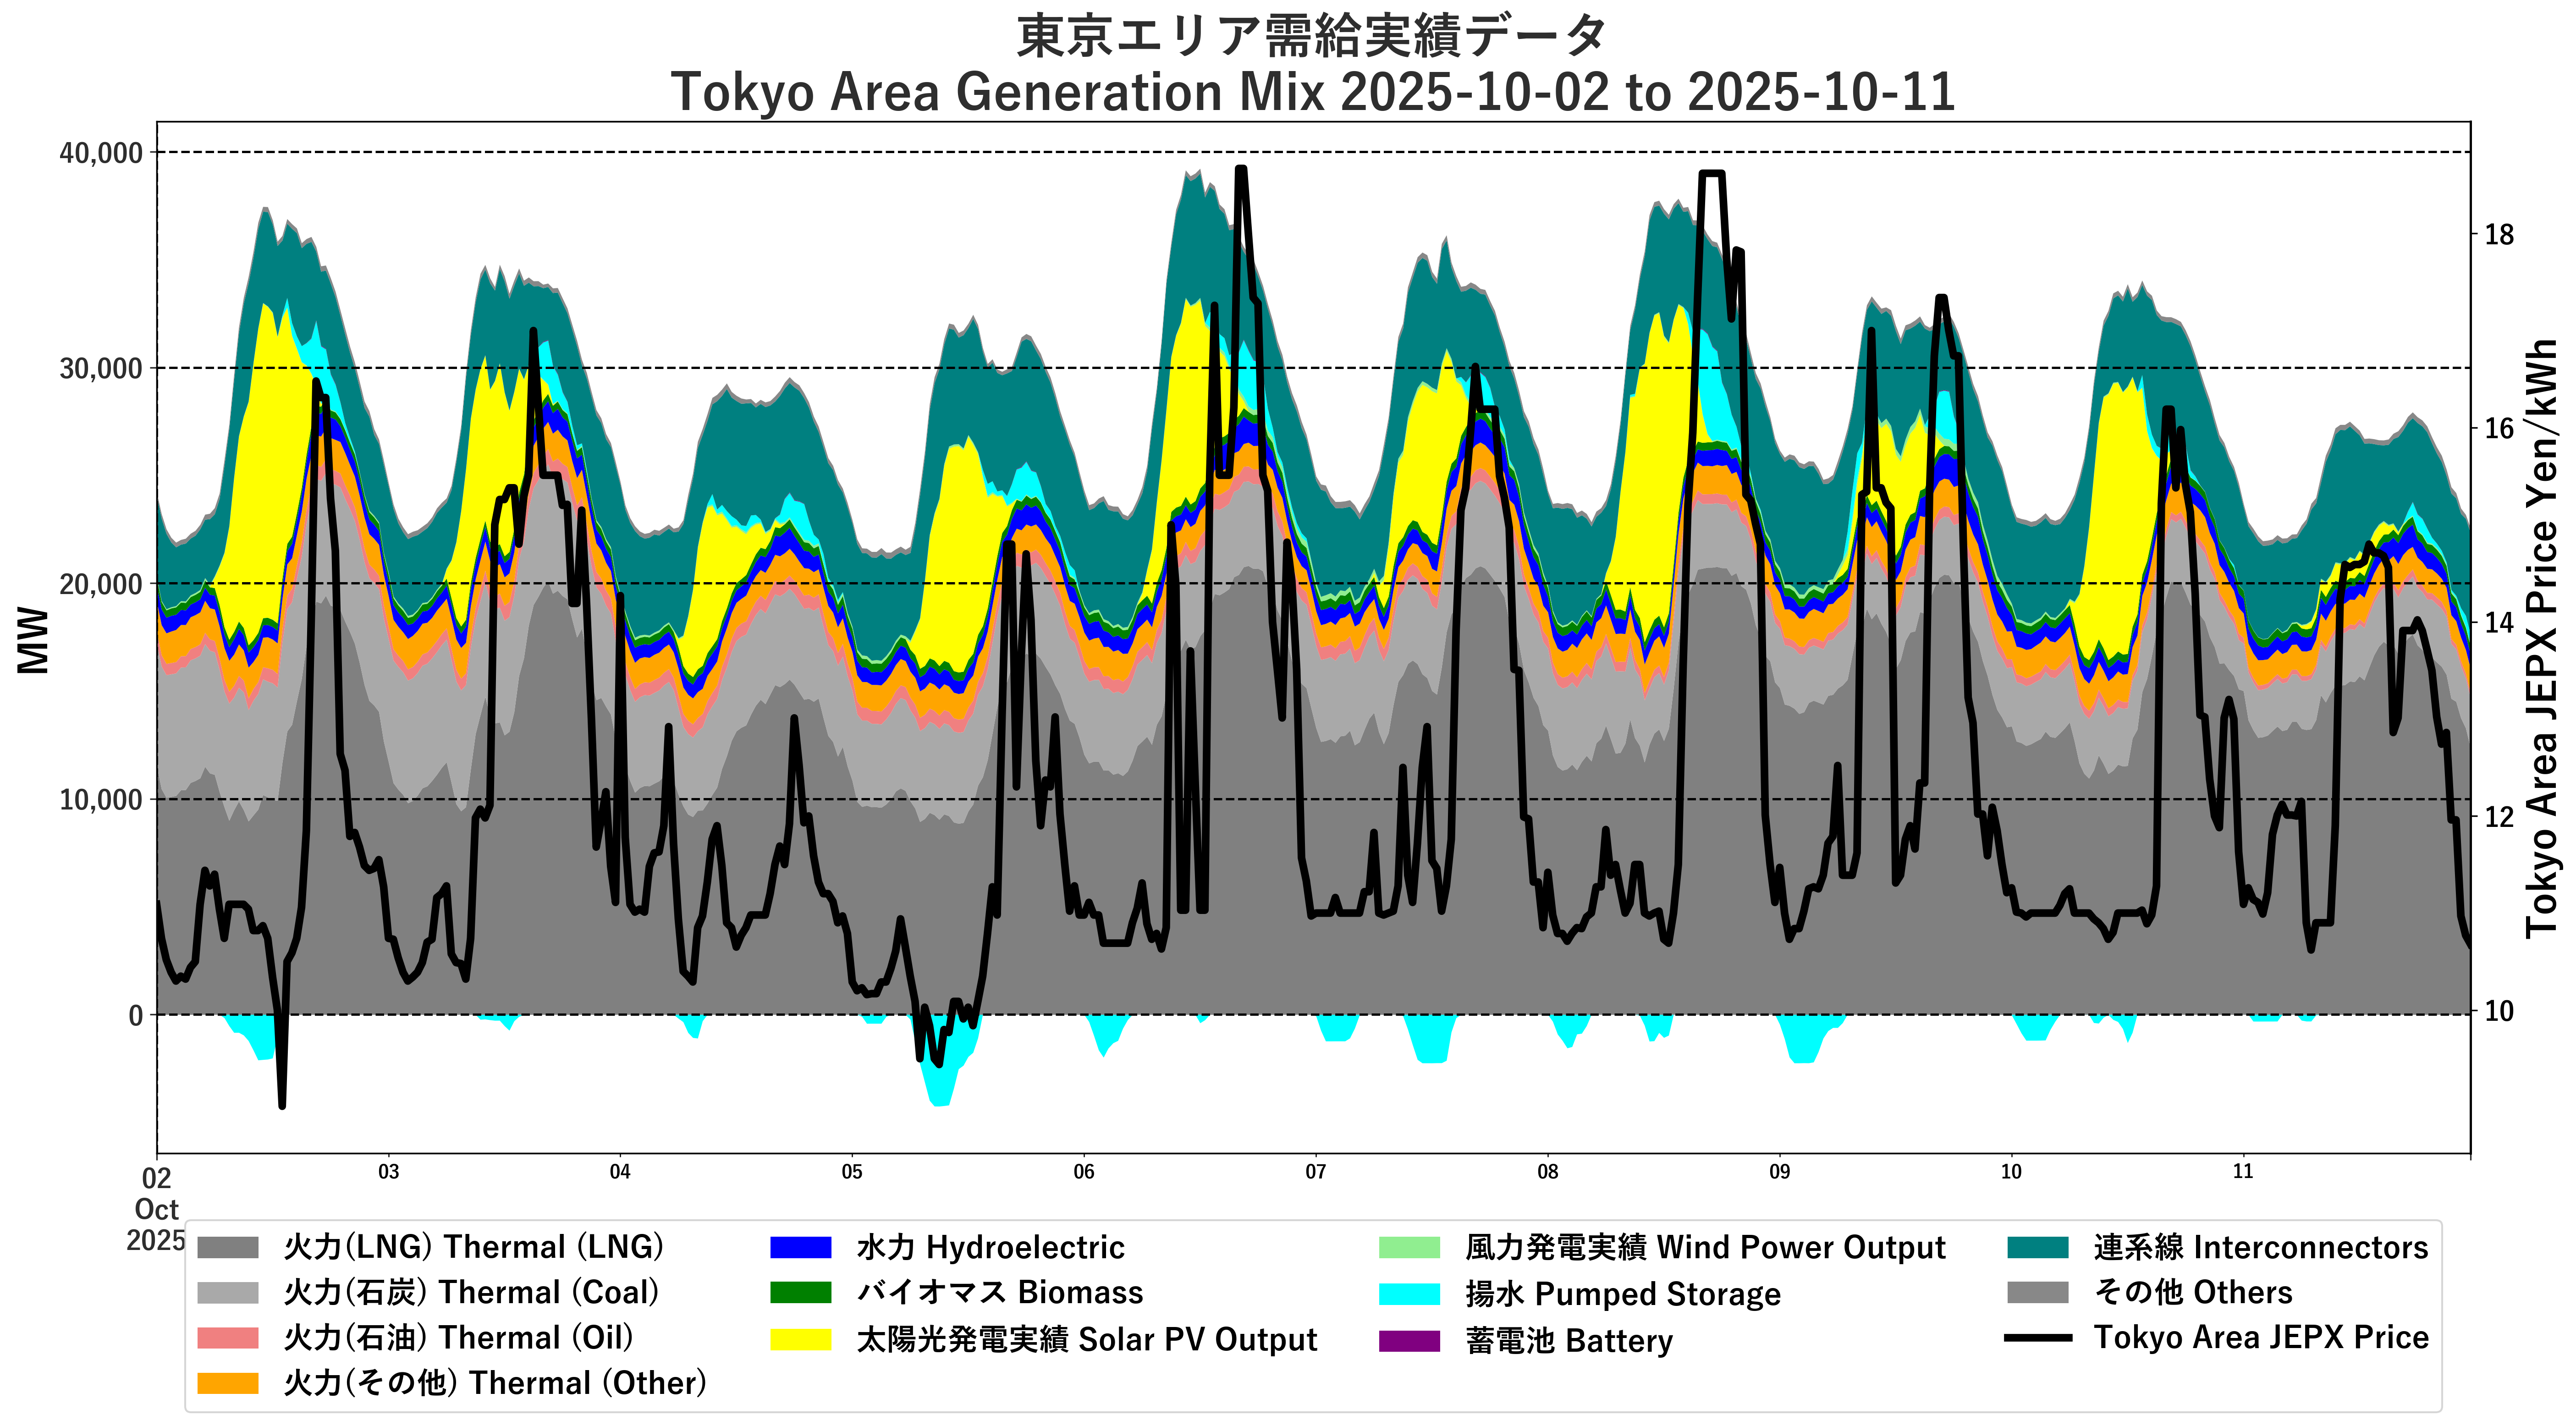 東京エリア需給実績データ
Tokyo Area Generation Mix 2025-10-02 to 2025-10-11
40,000
30,000
20,000
10,000
0
MW
18
16
14
12
10
Tokyo Area JEPX Price Yen/kWh
02 03 04 05 06 07 08 09 10 11
Oct
2025
火力(LNG) Thermal (LNG)
火力(石炭) Thermal (Coal)
火力(石油) Thermal (Oil)
火力(その他) Thermal (Other)
水力 Hydroelectric
バイオマス Biomass
太陽光発電実績 Solar PV Output
風力発電実績 Wind Power Output
揚水 Pumped Storage
蓄電池 Battery
連系線 Interconnectors
その他 Others
Tokyo Area JEPX Price